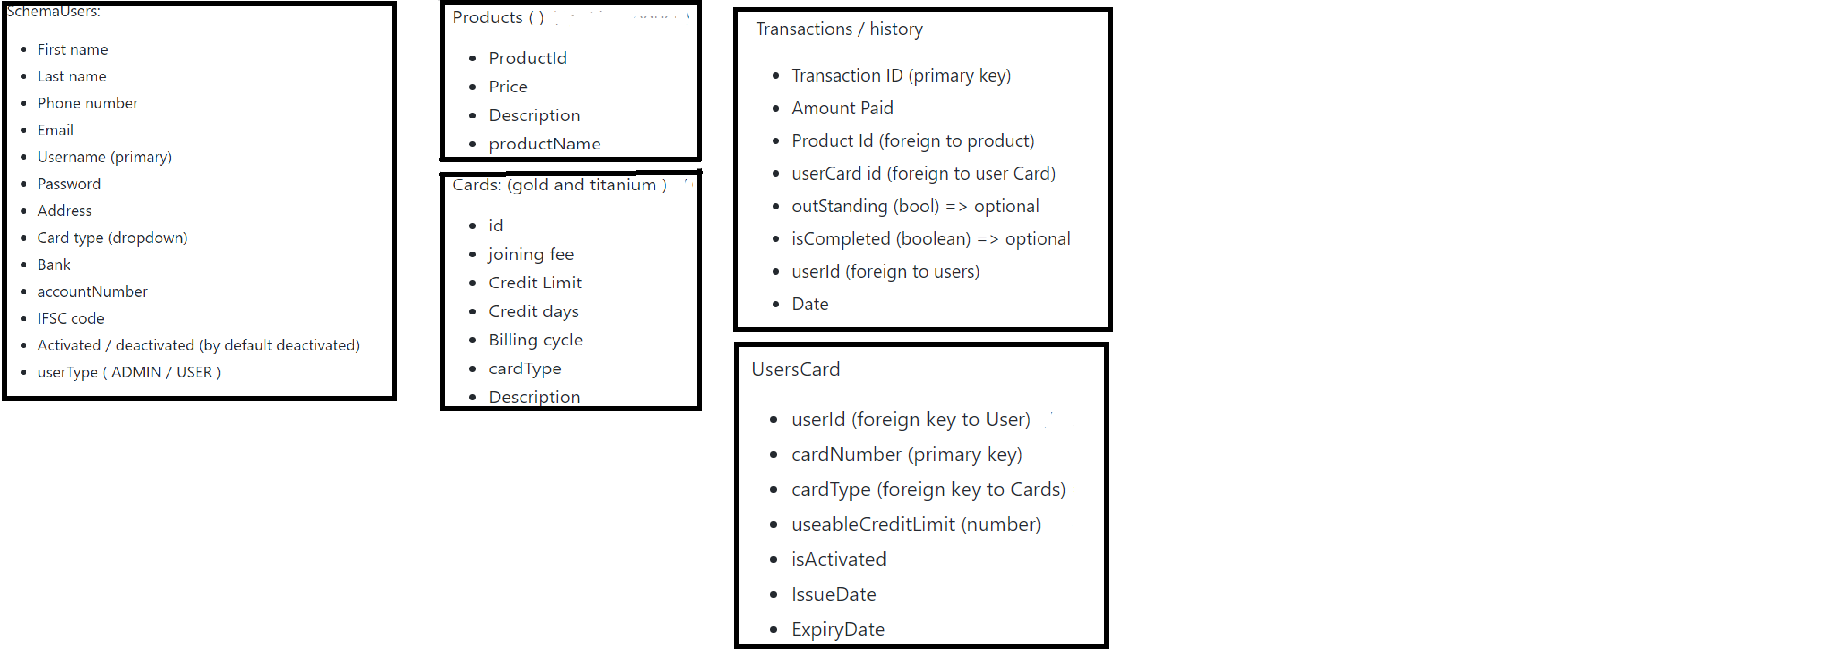 SchemaUsers:
First name
Last name
Phone number
Email
Username (primary)
Password
Address
Card type (dropdown)
Bank
accountNumber
IFSC code
Activated / deactivated (by default deactivated)
userType ( ADMIN / USER )
Products ( )
ProductId
Price
Description
productName
Cards: (gold and titanium )
id
joining fee
Credit Limit
Credit days
Billing cycle
cardType
Description
Transactions / history
Transaction ID (primary key)
Amount Paid
Product Id (foreign to product)
userCard id (foreign to user Card)
outStanding (bool) => optional
isCompleted (boolean) => optional
userId (foreign to users)
Date
UsersCard
userId (foreign key to User)
cardNumber (primary key)
cardType (foreign key to Cards)
useableCreditLimit (number)
isActivated
IssueDate
ExpiryDate